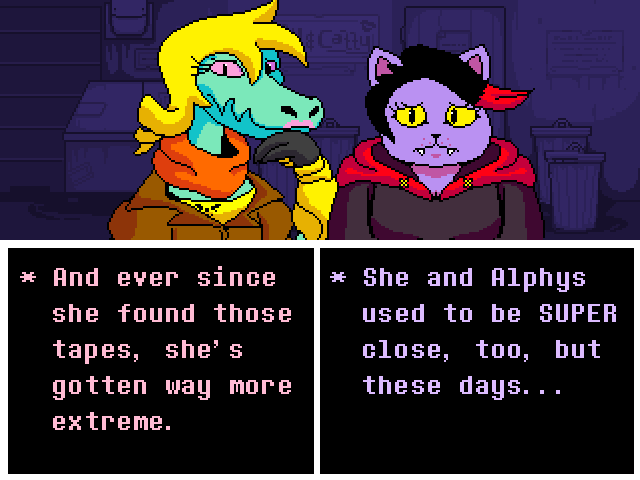 * And ever since
she found those
tapes, she's
gotten way more
extreme.
* She and Alphys
used to be SUPER
close, too, but
these days...